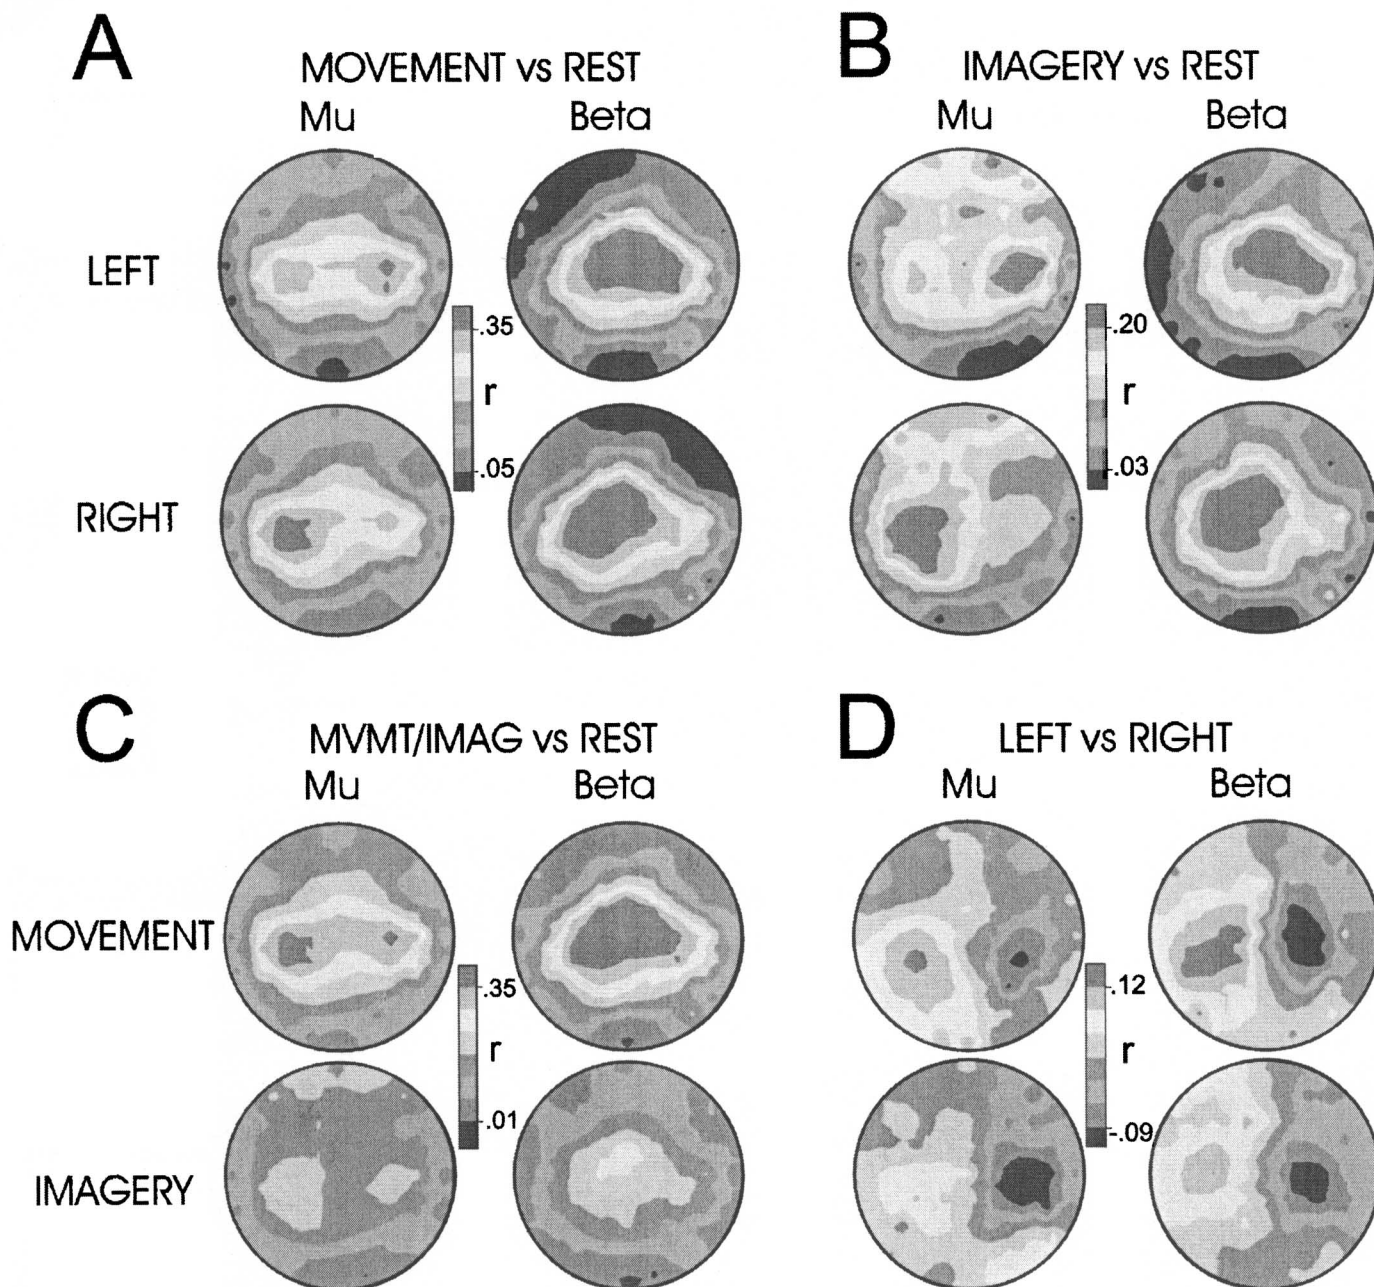 A
MOVEMENT vs REST
Mu Beta
LEFT
RIGHT
.35
r
.05
B
IMAGERY vs REST
Mu Beta
.20
r
.03
C
MVMT/IMAG vs REST
Mu Beta
MOVEMENT
IMAGERY
.35
r
.01
D
LEFT vs RIGHT
Mu Beta
.12
r
-.09